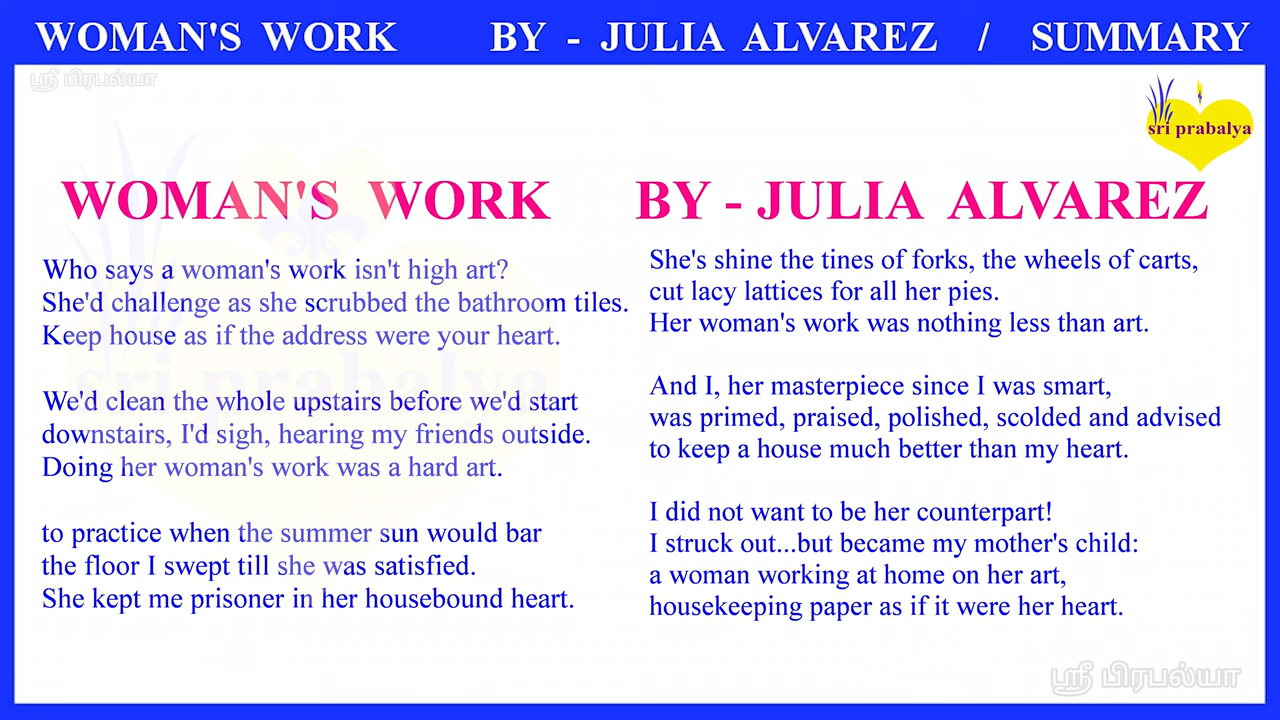 WOMAN'S WORK BY - JULIA ALVAREZ / SUMMARY
ஸ்ரீ பிரபல்யா
sri prabalya
WOMAN'S WORK BY - JULIA ALVAREZ
Who says a woman's work isn't high art?
She'd challenge as she scrubbed the bathroom tiles.
Keep house as if the address were your heart.
We'd clean the whole upstairs before we'd start
downstairs, I'd sigh, hearing my friends outside.
Doing her woman's work was a hard art.
to practice when the summer sun would bar
the floor I swept till she was satisfied.
She kept me prisoner in her housebound heart.
She's shine the tines of forks, the wheels of carts,
cut lacy lattices for all her pies.
Her woman's work was nothing less than art.
And I, her masterpiece since I was smart,
was primed, praised, polished, scolded and advised
to keep a house much better than my heart.
I did not want to be her counterpart!
I struck out...but became my mother's child:
a woman working at home on her art,
housekeeping paper as if it were her heart.
sri prabalya
ஸ்ரீ பிரபல்யா